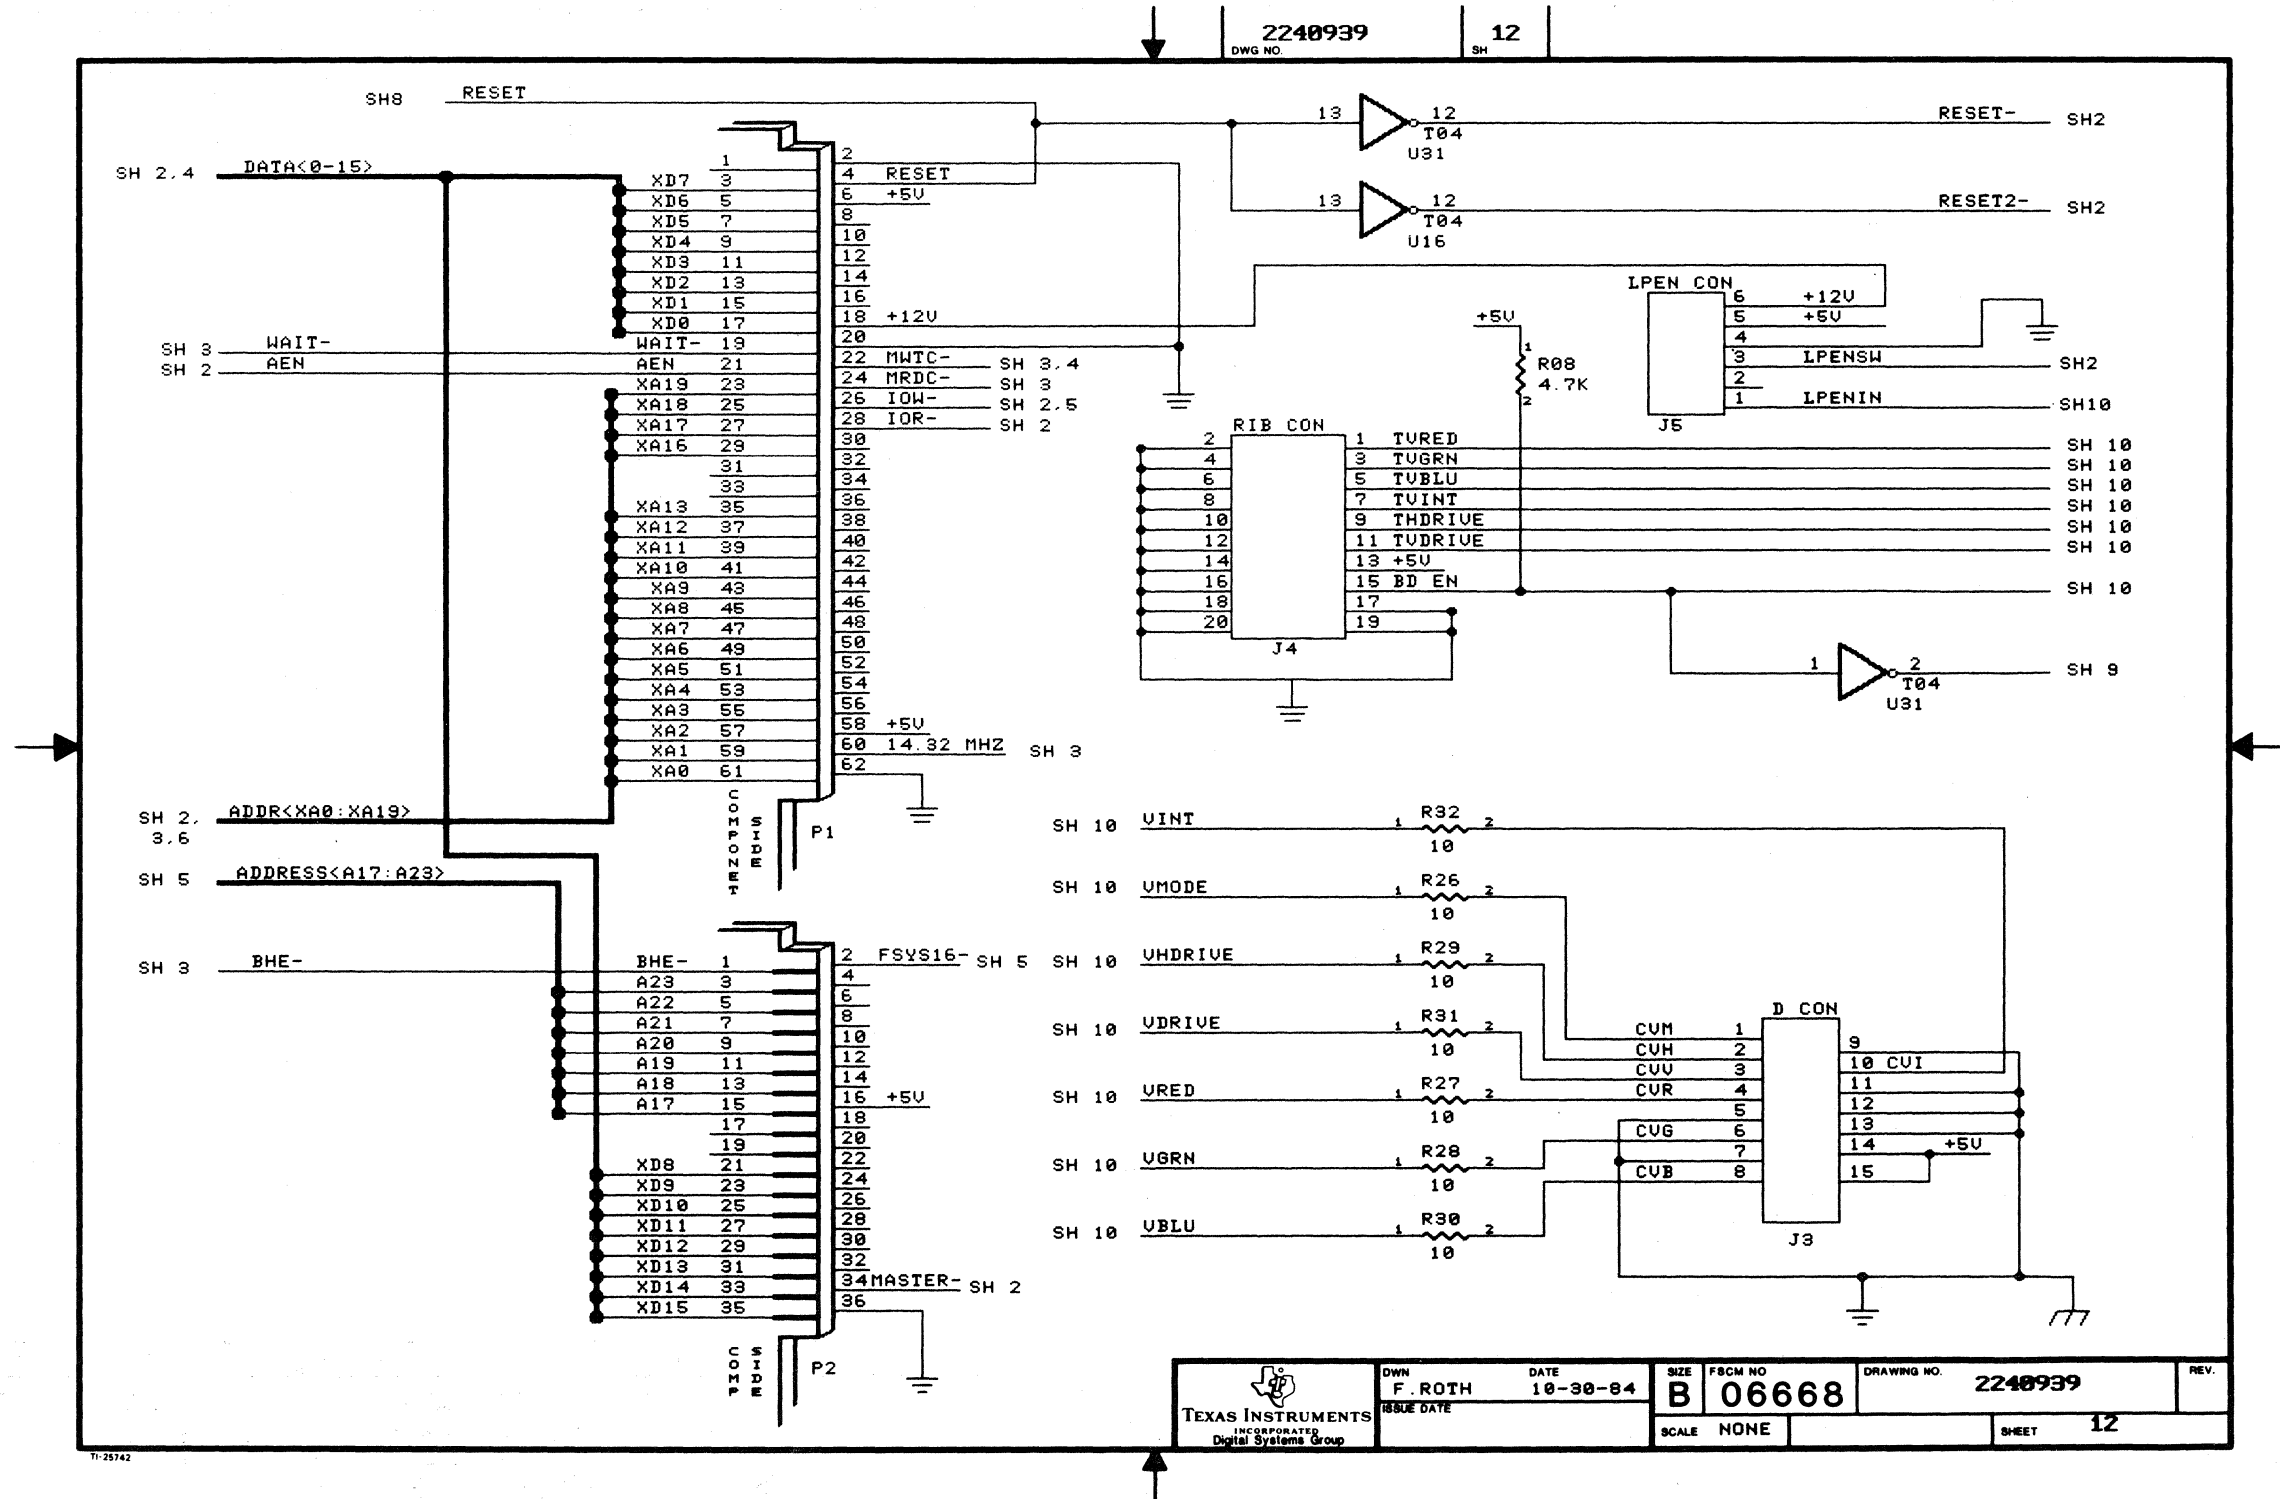 2240939
DWG NO.
12
SH
SH8 RESET
13 12 RESET- SH2
T04
U31
13 12 RESET2- SH2
T04
U16
SH 2,4 DATA<0-15>
1
XD7 3
XD6 5
XD5 7
XD4 9
XD3 11
XD2 13
XD1 15
XD0 17
SH 3 WAIT- WAIT- 19
SH 2 AEN AEN 21
XA19 23
XA18 25
XA17 27
XA16 29
31
33
XA13 35
XA12 37
XA11 39
XA10 41
XA9 43
XA8 45
XA7 47
XA6 49
XA5 51
XA4 53
XA3 55
XA2 57
XA1 59
XA0 61
2
4 RESET
6 +5V
8
10
12
14
16
18 +12V
20
22 MWTC- SH 3,4
24 MRDC- SH 3
26 IOW- SH 2,5
28 IOR- SH 2
30
32
34
36
38
40
42
44
46
48
50
52
54
56
58 +5V
60 14.32 MHZ SH 3
62
COMPONET
SIDE
P1
SH 2, ADDR<XA0:XA19>
3,6
SH 5 ADDRESS<A17:A23>
SH 3 BHE- BHE- 1
A23 3
A22 5
A21 7
A20 9
A19 11
A18 13
A17 15
17
19
XD8 21
XD9 23
XD10 25
XD11 27
XD12 29
XD13 31
XD14 33
XD15 35
2 FSYS16- SH 5
4
6
8
10
12
14
16 +5V
18
20
22
24
26
28
30
32
34 MASTER- SH 2
36
COMP
SIDE
P2
LPEN CON
6 +12V
5 +5V
4
3 LPENSW SH2
2
1 LPENIN SH10
J5
+5V
1
R08
4.7K
2
RIB CON
2 1 TVRED SH 10
4 3 TVGRN SH 10
6 5 TVBLU SH 10
8 7 TVINT SH 10
10 9 THDRIVE SH 10
12 11 TVDRIVE SH 10
14 13 +5V
16 15 BD EN SH 10
18 17
20 19
J4
1 2 SH 9
T04
U31
SH 10 VINT 1 R32 2
10
SH 10 VMODE 1 R26 2
10
SH 10 VHDRIVE 1 R29 2
10
SH 10 VDRIVE 1 R31 2
10
SH 10 VRED 1 R27 2
10
SH 10 VGRN 1 R28 2
10
SH 10 VBLU 1 R30 2
10
D CON
CVM 1
CVH 2
CVV 3
CVR 4
5
CVG 6
7
CVB 8
9
10 CVI
11
12
13
14 +5V
15
J3
TEXAS INSTRUMENTS
INCORPORATED
Digital Systems Group
DWN
F.ROTH
DATE
10-30-84
ISSUE DATE
SIZE
B
FSCM NO
06668
DRAWING NO.
2240939
REV.
SCALE NONE
SHEET 12
TI-25742